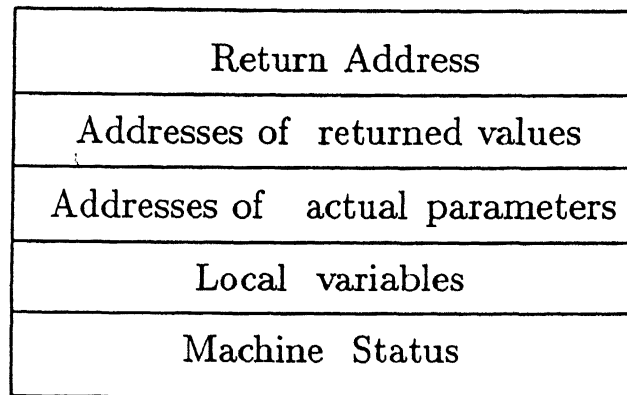 Return Address
Addresses of returned values
Addresses of actual parameters
Local variables
Machine Status